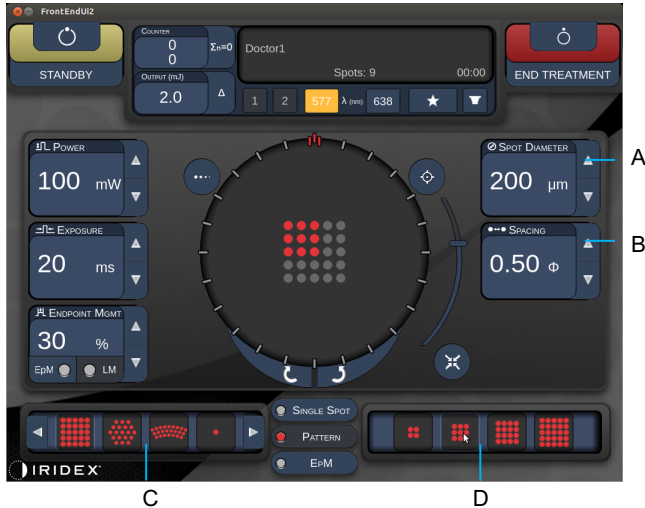 FrontEndUi2
STANDBY
COUNTER
0
0
Σn=0
OUTPUT (mJ)
2.0
Δ
Doctor1
Spots: 9 00:00
1 2 577 λ (nm) 638
END TREATMENT
POWER
100 mW
EXPOSURE
20 ms
ENDPOINT MGMT
30 %
EpM LM
SPOT DIAMETER
200 μm
A
SPACING
0.50 Φ
B
SINGLE SPOT
PATTERN
EPM
IRIDEX
C
D